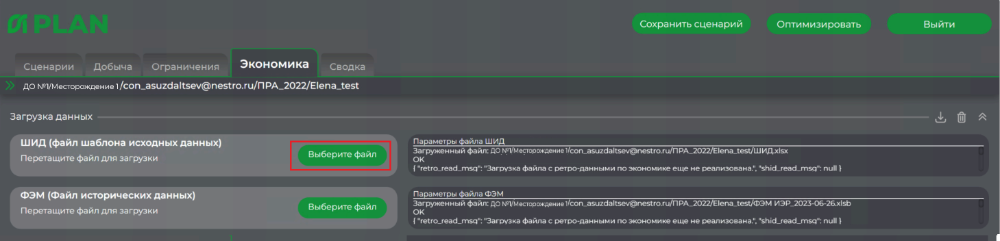 PLAN
Сохранить сценарий Оптимизировать Выйти
Сценарии Добыча Ограничения Экономика Сводка
ДО №1/Месторождение 1/con_asuzdaltsev@nestro.ru/ПРА_2022/Elena_test
Загрузка данных
ШИД (файл шаблона исходных данных)
Перетащите файл для загрузки
Выберите файл
Параметры файла ШИД
Загруженный файл: ДО №1/Месторождение 1/con_asuzdaltsev@nestro.ru/ПРА_2022/Elena_test/ШИД.xlsx
OK
{ "retro_read_msg": "Загрузка файла с ретро-данными по экономике еще не реализована.", "shid_read_msg": null }
ФЭМ (Файл исторических данных)
Перетащите файл для загрузки
Выберите файл
Параметры файла ФЭМ
Загруженный файл: ДО №1/Месторождение 1/con_asuzdaltsev@nestro.ru/ПРА_2022/Elena_test/ФЭМ ИЭР_2023-06-26.xlsb
OK
{ "retro_read_msg": "Загрузка файла с ретро-данными по экономике еще не реализована.", "shid_read_msg": null }